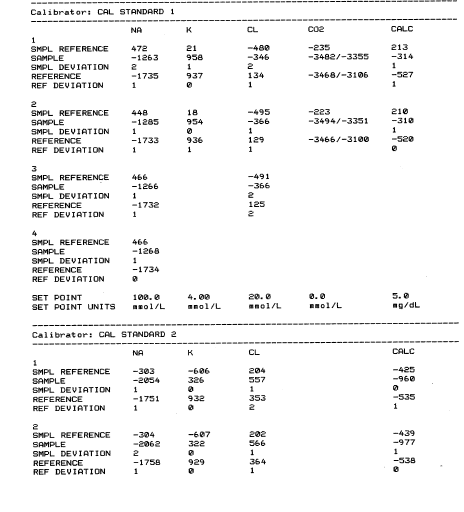 Calibrator: CAL STANDARD 1
NA K CL CO2 CALC
1
SMPL REFERENCE 472 21 -480 -235 213
SAMPLE -1263 958 -346 -3482/-3355 -314
SMPL DEVIATION 2 1 2 1
REFERENCE -1735 937 134 -3468/-3106 -527
REF DEVIATION 1 0 1 1
2
SMPL REFERENCE 448 18 -495 -223 210
SAMPLE -1285 954 -366 -3494/-3351 -310
SMPL DEVIATION 1 0 1 1
REFERENCE -1733 936 129 -3466/-3100 -520
REF DEVIATION 1 1 1 0
3
SMPL REFERENCE 466 -491
SAMPLE -1266 -366
SMPL DEVIATION 1 2
REFERENCE -1732 125
REF DEVIATION 1 2
4
SMPL REFERENCE 466
SAMPLE -1268
SMPL DEVIATION 1
REFERENCE -1734
REF DEVIATION 0
SET POINT 100.0 4.00 20.0 0.0 5.0
SET POINT UNITS mmol/L mmol/L mmol/L mmol/L mg/dL
Calibrator: CAL STANDARD 2
NA K CL CALC
1
SMPL REFERENCE -303 -606 204 -425
SAMPLE -2054 326 557 -960
SMPL DEVIATION 1 0 1 0
REFERENCE -1751 932 353 -535
REF DEVIATION 1 0 2 1
2
SMPL REFERENCE -304 -607 202 -439
SAMPLE -2062 322 566 -977
SMPL DEVIATION 2 0 1 1
REFERENCE -1758 929 364 -538
REF DEVIATION 1 0 1 0